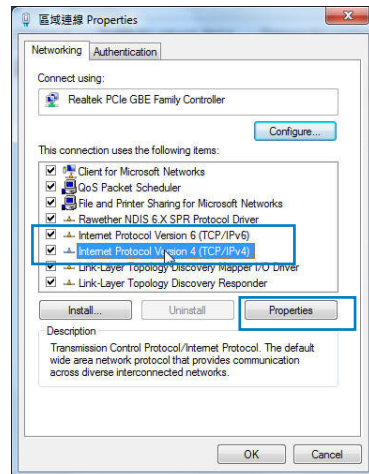 區域連線 Properties
Networking Authentication
Connect using:
Realtek PCIe GBE Family Controller
Configure...
This connection uses the following items:
Client for Microsoft Networks
QoS Packet Scheduler
File and Printer Sharing for Microsoft Networks
Rawether NDIS 6.X SPR Protocol Driver
Internet Protocol Version 6 (TCP/IPv6)
Internet Protocol Version 4 (TCP/IPv4)
Link-Layer Topology Discovery Mapper I/O Driver
Link-Layer Topology Discovery Responder
Install... Uninstall Properties
Description
Transmission Control Protocol/Internet Protocol. The default
wide area network protocol that provides communication
across diverse interconnected networks.
OK Cancel